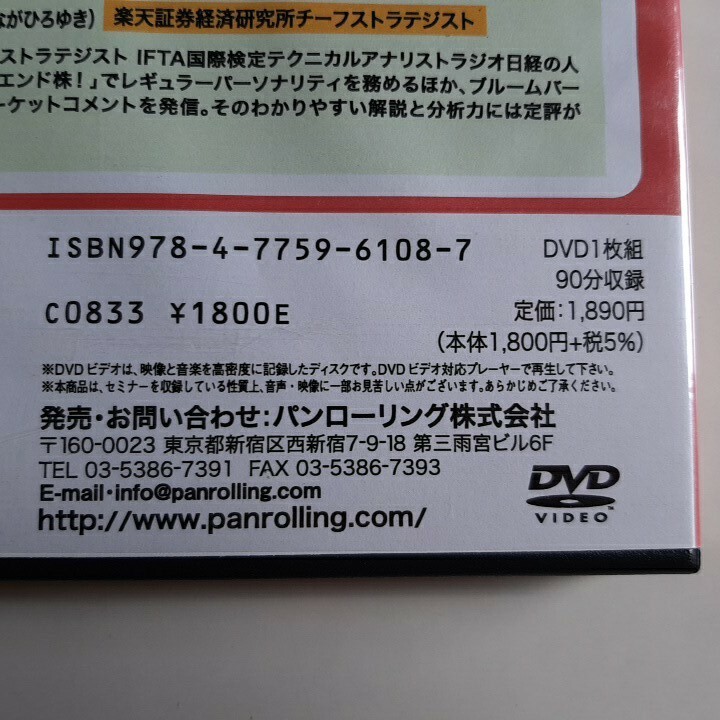 ながひろゆき) 楽天証券経済研究所チーフストラテジスト
ストラテジスト IFTA国際検定テクニカルアナリストラジオ日経の人
エンド株!」でレギュラーパーソナリティを務めるほか、ブルームバー
ーケットコメントを発信。そのわかりやすい解説と分析力には定評が
ISBN978-4-7759-6108-7
C0833 ¥1800E
DVD1枚組
90分収録
定価:1,890円
(本体1,800円+税5%)
※DVDビデオは、映像と音楽を高密度に記録したディスクです。DVDビデオ対応プレーヤーで再生して下さい。
※本商品は、セミナーを収録している性質上、音声・映像に一部お見苦しい点がございます。あらかじめご了承ください。
発売・お問い合わせ:パンローリング株式会社
〒160-0023 東京都新宿区西新宿7-9-18 第三雨宮ビル6F
TEL 03-5386-7391 FAX 03-5386-7393
E-mail・info@panrolling.com
http://www.panrolling.com/
DVD
VIDEO™